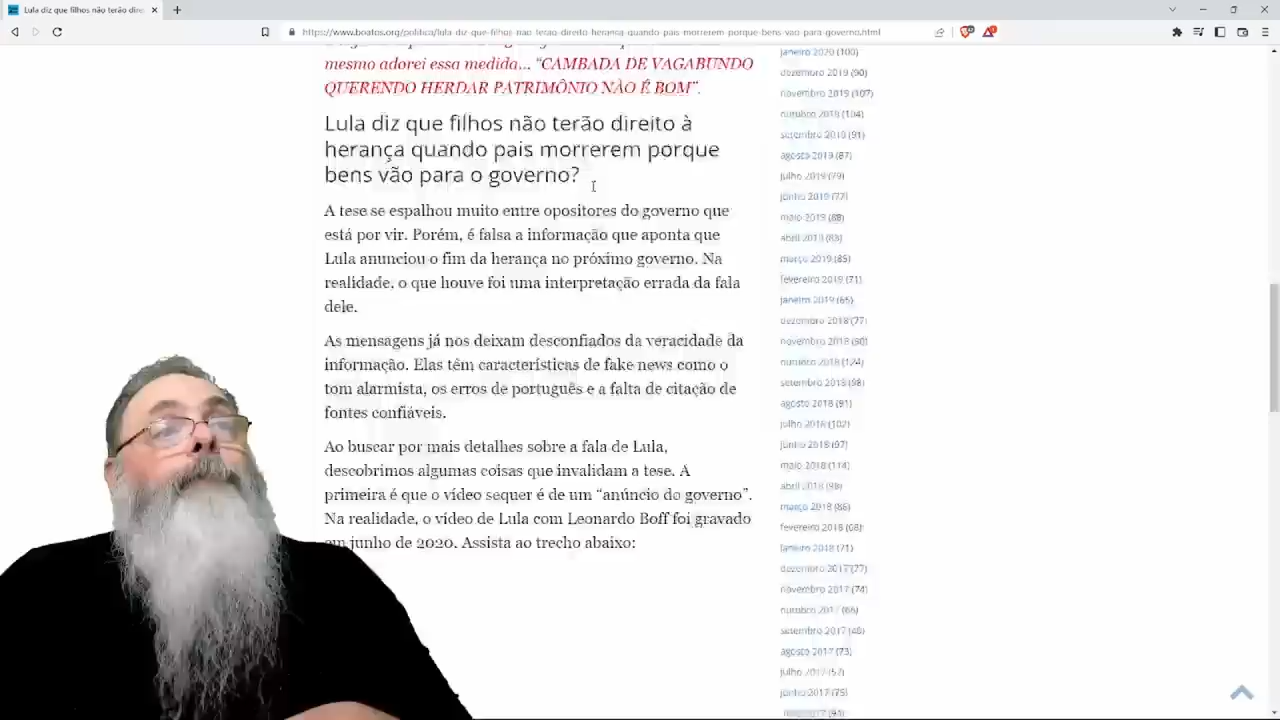 Lula diz que filhos não terão dire
https://www.boatos.org/politica/lula-diz-que-filhos-nao-terao-direito-heranca-quando-pais-morrerem-porque-bens-vao-para-governo.html
mesmo adorei essa medida... “CAMBADA DE VAGABUNDO
QUERENDO HERDAR PATRIMÔNIO NÃO É BOM”.
Lula diz que filhos não terão direito à
herança quando pais morrerem porque
bens vão para o governo?
A tese se espalhou muito entre opositores do governo que
está por vir. Porém, é falsa a informação que aponta que
Lula anunciou o fim da herança no próximo governo. Na
realidade, o que houve foi uma interpretação errada da fala
dele.
As mensagens já nos deixam desconfiados da veracidade da
informação. Elas têm características de fake news como o
tom alarmista, os erros de português e a falta de citação de
fontes confiáveis.
Ao buscar por mais detalhes sobre a fala de Lula,
descobrimos algumas coisas que invalidam a tese. A
primeira é que o vídeo sequer é de um “anúncio do governo”.
Na realidade, o vídeo de Lula com Leonardo Boff foi gravado
em junho de 2020. Assista ao trecho abaixo:
janeiro 2020 (100)
dezembro 2019 (90)
novembro 2019 (107)
outubro 2019 (104)
setembro 2019 (91)
agosto 2019 (87)
julho 2019 (79)
junho 2019 (77)
maio 2019 (88)
abril 2019 (83)
março 2019 (85)
fevereiro 2019 (71)
janeiro 2019 (65)
dezembro 2018 (77)
novembro 2018
outubro 2018 (124)
setembro 2018 (98)
agosto 2018 (91)
julho 2018 (102)
junho 2018 (97)
maio 2018 (114)
abril 2018
março 2018 (86)
fevereiro 2018 (68)
janeiro 2018 (71)
dezembro 2017 (77)
novembro 2017 (74)
outubro 2017 (66)
setembro 2017 (48)
agosto 2017 (73)
julho 2017 (57)
junho 2017 (75)